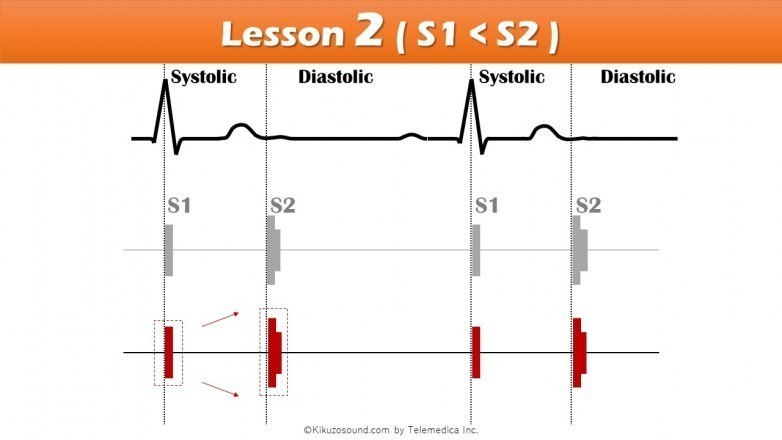 Lesson 2 ( S1 < S2 )
Systolic Diastolic Systolic Diastolic
S1 S2 S1 S2
©Kikuzosound.com by Telemedica Inc.